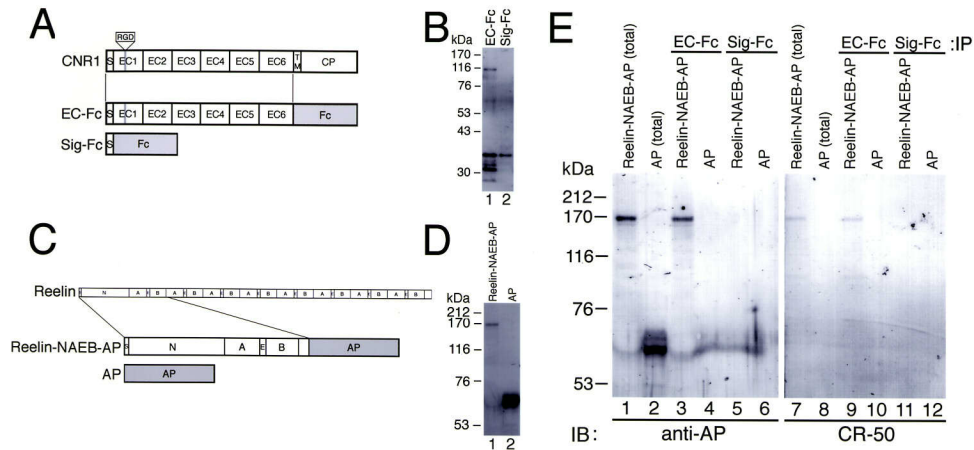 A
RGD
CNR1
S EC1 EC2 EC3 EC4 EC5 EC6 TM CP
EC-Fc
S EC1 EC2 EC3 EC4 EC5 EC6 Fc
Sig-Fc
S Fc
B
EC-Fc
Sig-Fc
kDa
170
116
76
53
43
30
1 2
C
Reelin
N A B A B A B A B A B A B A B A B
Reelin-NAEB-AP
S N A E B AP
AP
AP
D
Reelin-NAEB-AP
AP
kDa
212
170
116
76
53
1 2
E
EC-Fc Sig-Fc EC-Fc Sig-Fc :IP
Reelin-NAEB-AP (total)
AP (total)
Reelin-NAEB-AP
AP
Reelin-NAEB-AP
AP
Reelin-NAEB-AP (total)
AP (total)
Reelin-NAEB-AP
AP
Reelin-NAEB-AP
AP
kDa
212
170
116
76
53
1 2 3 4 5 6 7 8 9 10 11 12
IB: anti-AP CR-50